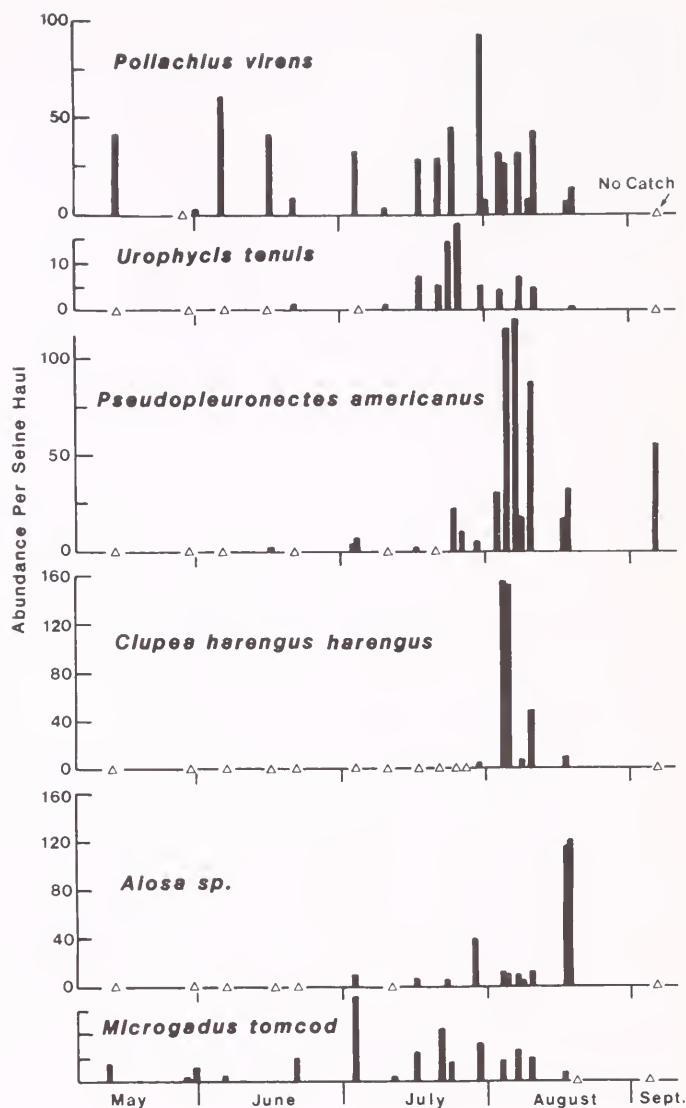 100
Pollachius virens
50
No Catch
0
Urophycis tenuis
10
0
100
Pseudopleuronectes americanus
50
0
Abundance Per Seine Haul
160
120
Clupea harengus harengus
80
40
0
160
120
Alosa sp.
80
40
0
Microgadus tomcod
May June July August Sept.